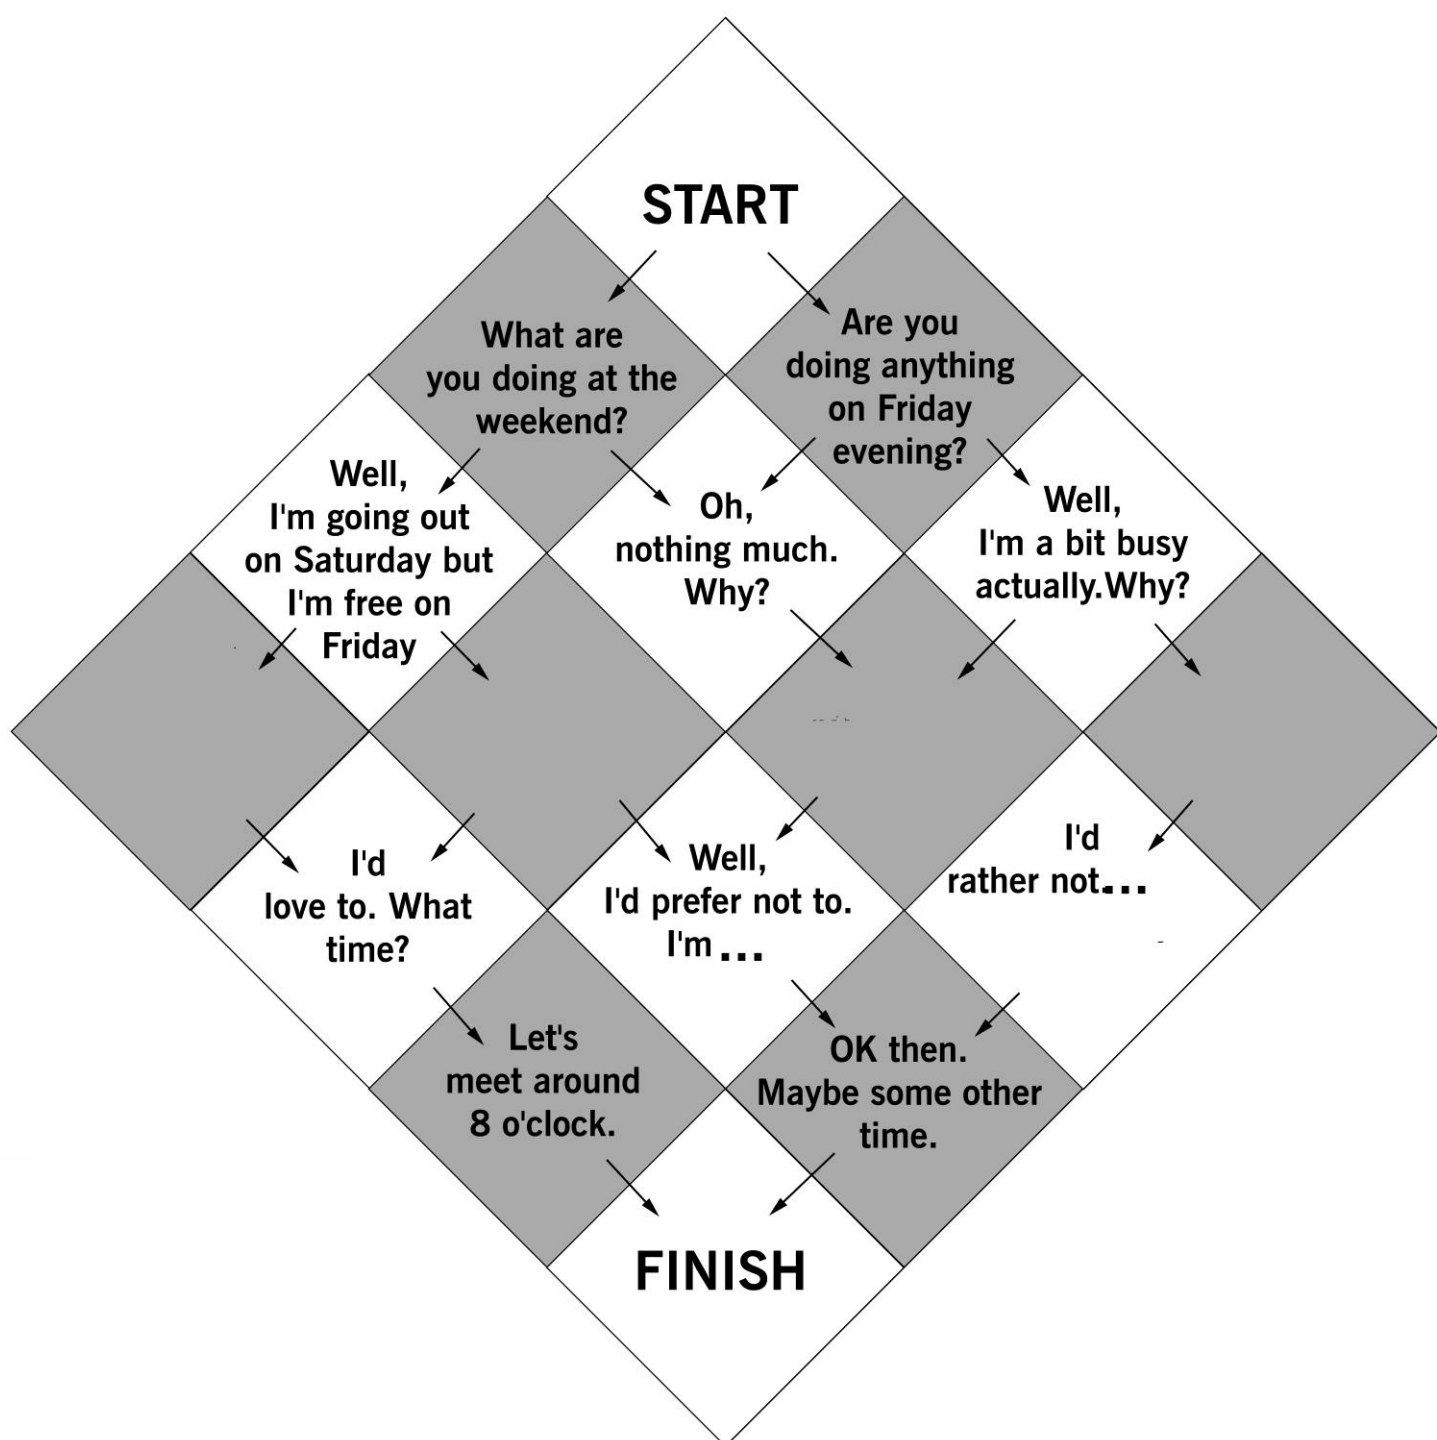 START
What are
you doing at the
weekend?
Are you
doing anything
on Friday
evening?
Well,
I'm going out
on Saturday but
I'm free on
Friday
Oh,
nothing much.
Why?
Well,
I'm a bit busy
actually.Why?
I'd
love to. What
time?
Well,
I'd prefer not to.
I'm ...
I'd
rather not...
Let's
meet around
8 o'clock.
OK then.
Maybe some other
time.
FINISH